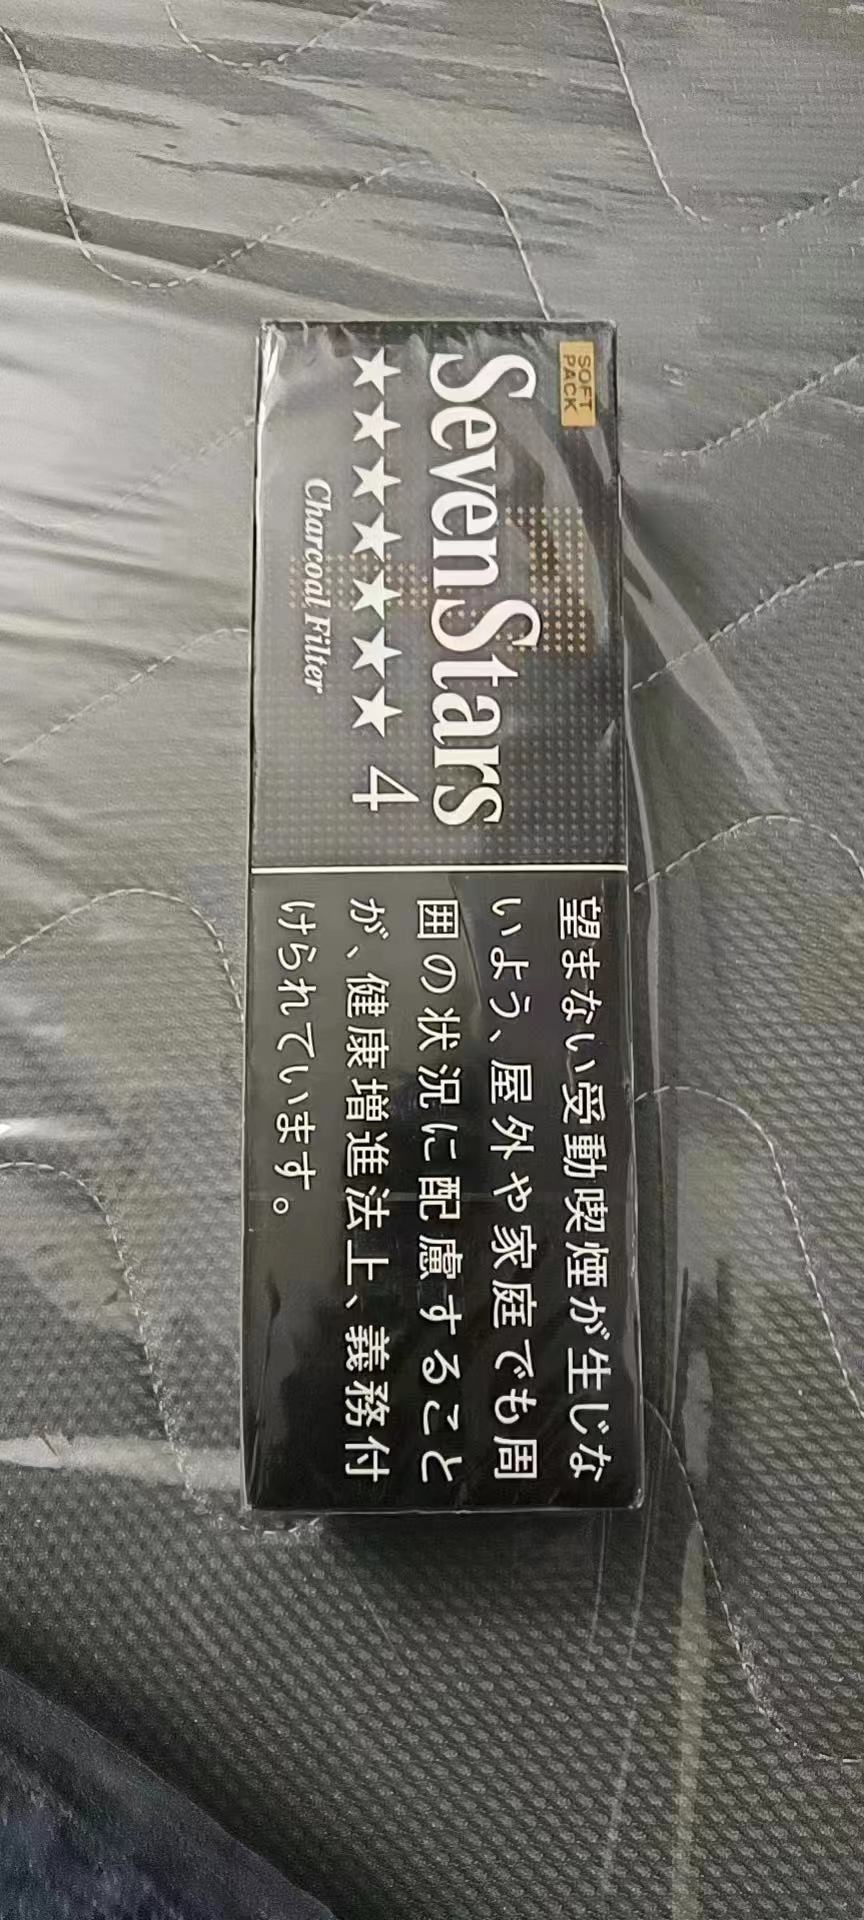 SOFT
PACK
SevenStars
★★★★★★★ 4
Charcoal Filter
望まない受動喫煙が生じな
いよう、屋外や家庭でも周
囲の状況に配慮すること
が、健康増進法上、義務付
けられています。